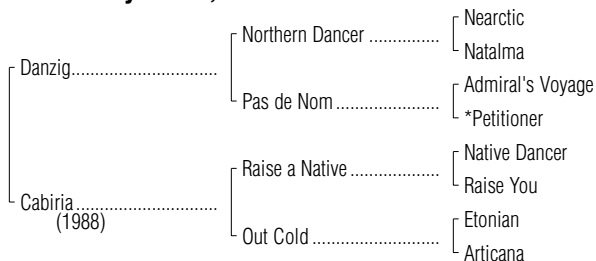 Nearctic
Northern Dancer ...............
Natalma
Danzig...............................
Admiral's Voyage
Pas de Nom......................
*Petitioner
Native Dancer
Raise a Native ...................
Raise You
Cabiria..............................
(1988)
Etonian
Out Cold ...........................
Articana